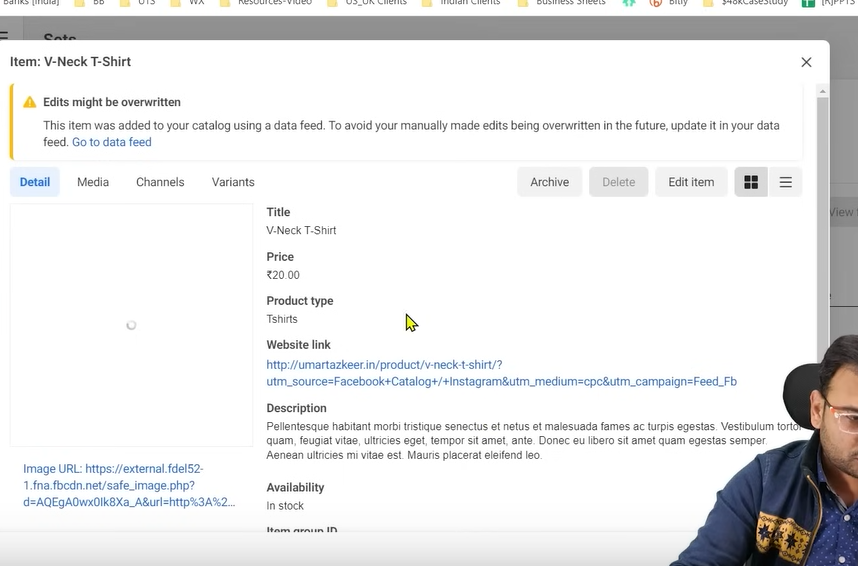 Banks [India] BB UTS WX Resources-Video US_UK Clients Indian Clients Business Sheets Bitly $48kCaseStudy
Sets
Item: V-Neck T-Shirt
Edits might be overwritten
This item was added to your catalog using a data feed. To avoid your manually made edits being overwritten in the future, update it in your data
feed. Go to data feed
Detail Media Channels Variants Archive Delete Edit item
View
Title
V-Neck T-Shirt
Price
₹20.00
Product type
Tshirts
Website link
http://umartazkeer.in/product/v-neck-t-shirt/?
utm_source=Facebook+Catalog+/+Instagram&utm_medium=cpc&utm_campaign=Feed_Fb
Description
Pellentesque habitant morbi tristique senectus et netus et malesuada fames ac turpis egestas. Vestibulum tortor
quam, feugiat vitae, ultricies eget, tempor sit amet, ante. Donec eu libero sit amet quam egestas semper.
Aenean ultricies mi vitae est. Mauris placerat eleifend leo.
Image URL: https://external.fdel52-
1.fna.fbcdn.net/safe_image.php?
d=AQEgA0wx0Ik8Xa_A&url=http%3A%2...
Availability
In stock
Item group ID